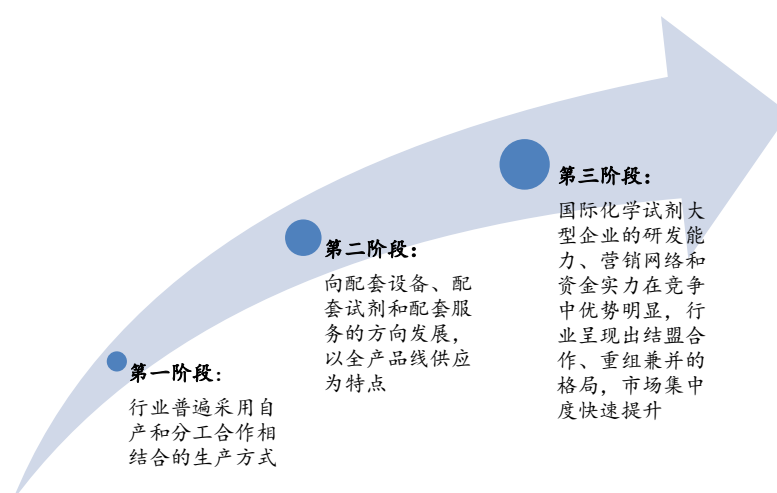 第一阶段：
行业普遍采用自
产和分工合作相
结合的生产方式
第二阶段：
向配套设备、配
套试剂和配套服
务的方向发展，
以全产品线供应
为特点
第三阶段：
国际化学试剂大
型企业的研发能
力、营销网络和
资金实力在竞争
中优势明显，行
业呈现出结盟合
作、重组兼并的
格局，市场集中
度快速提升